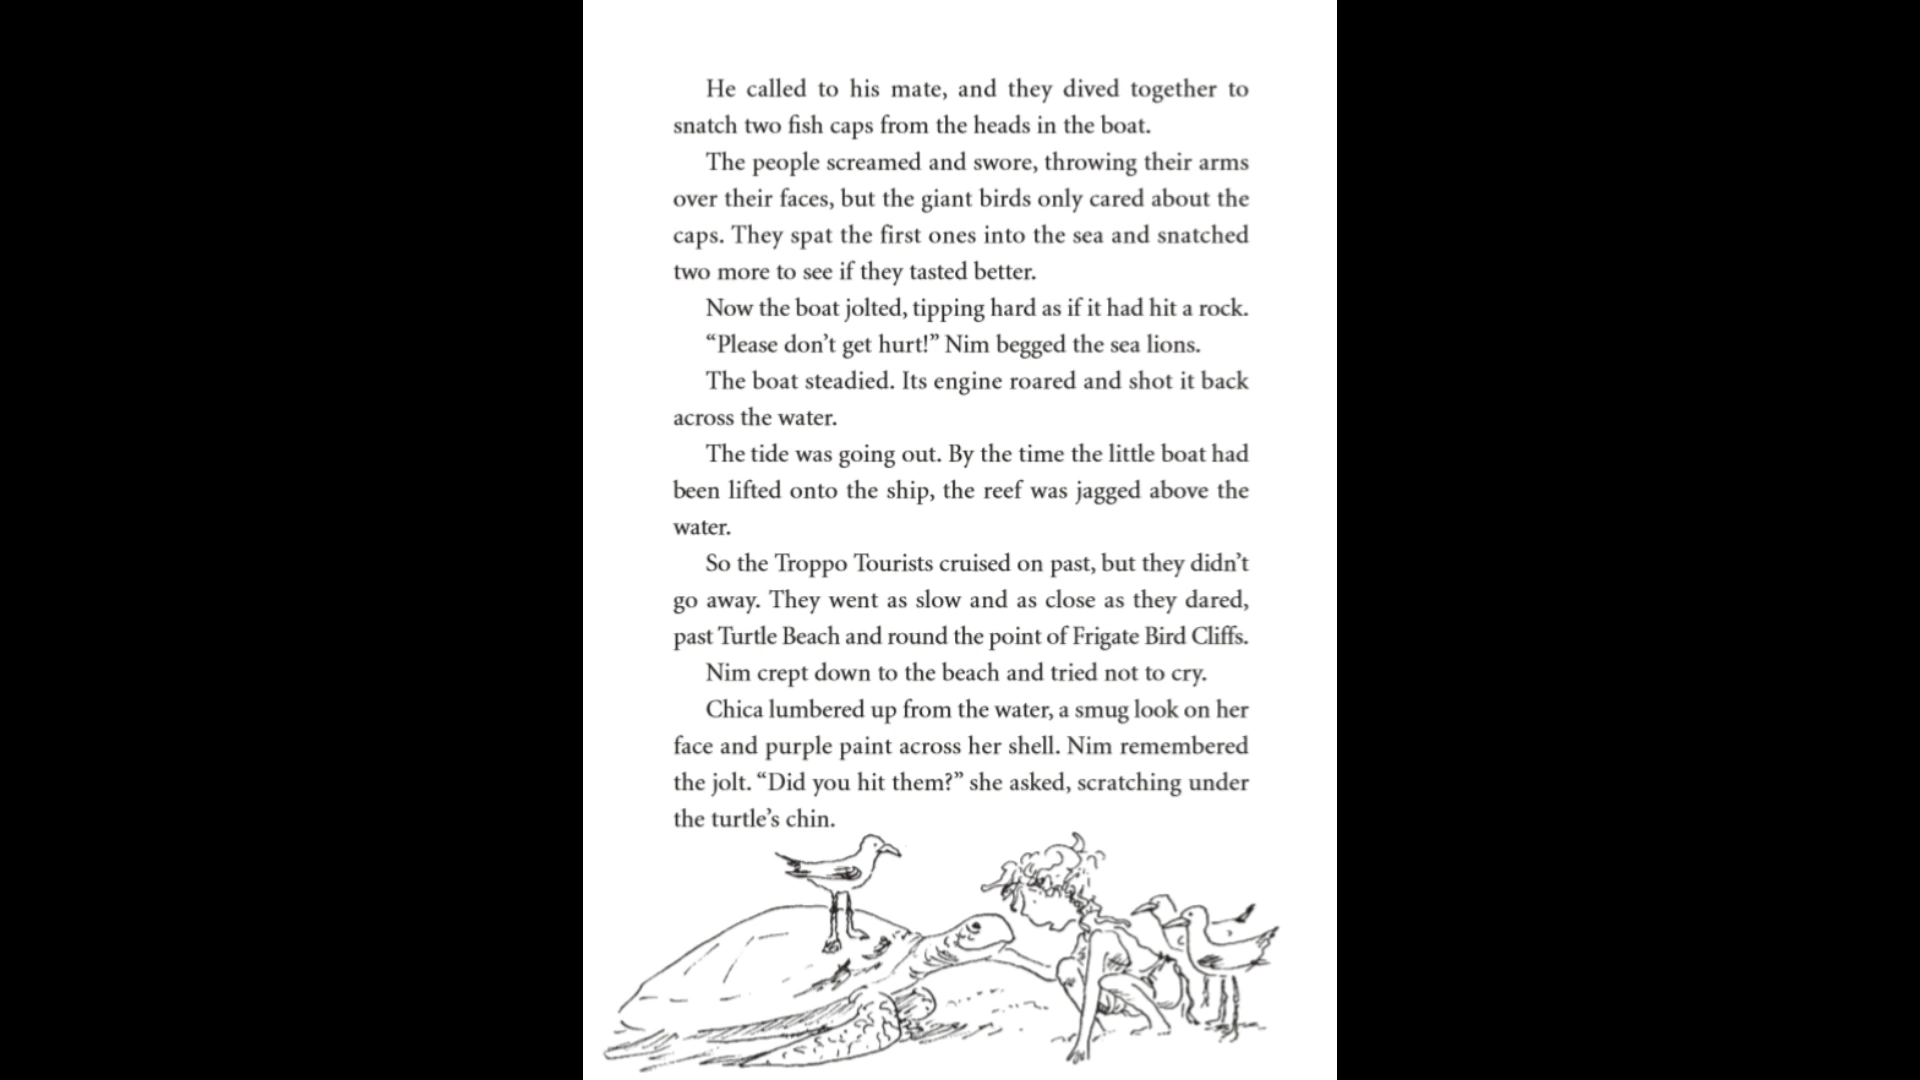 He called to his mate, and they dived together to
snatch two fish caps from the heads in the boat.
The people screamed and swore, throwing their arms
over their faces, but the giant birds only cared about the
caps. They spat the first ones into the sea and snatched
two more to see if they tasted better.
Now the boat jolted, tipping hard as if it had hit a rock.
“Please don’t get hurt!” Nim begged the sea lions.
The boat steadied. Its engine roared and shot it back
across the water.
The tide was going out. By the time the little boat had
been lifted onto the ship, the reef was jagged above the
water.
So the Troppo Tourists cruised on past, but they didn’t
go away. They went as slow and as close as they dared,
past Turtle Beach and round the point of Frigate Bird Cliffs.
Nim crept down to the beach and tried not to cry.
Chica lumbered up from the water, a smug look on her
face and purple paint across her shell. Nim remembered
the jolt. “Did you hit them?” she asked, scratching under
the turtle’s chin.